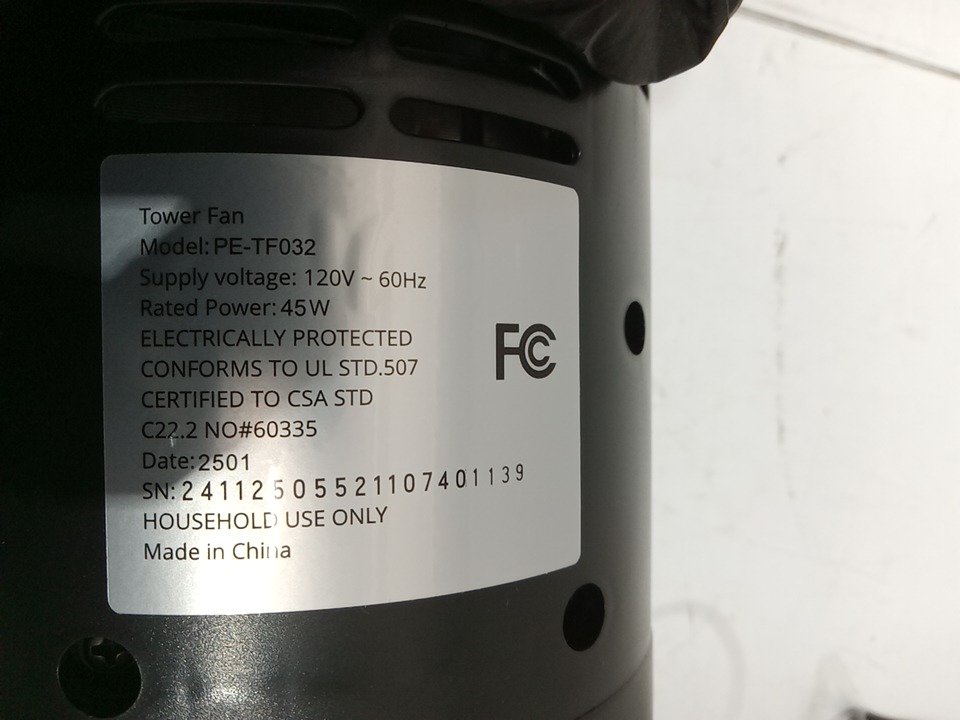 Tower Fan
Model: PE-TF032
Supply voltage: 120V ~ 60Hz
Rated Power: 45W
ELECTRICALLY PROTECTED
CONFORMS TO UL STD.507
CERTIFIED TO CSA STD
C22.2 NO#60335
Date: 2501
SN: 24112505521107401139
HOUSEHOLD USE ONLY
Made in China
FCC